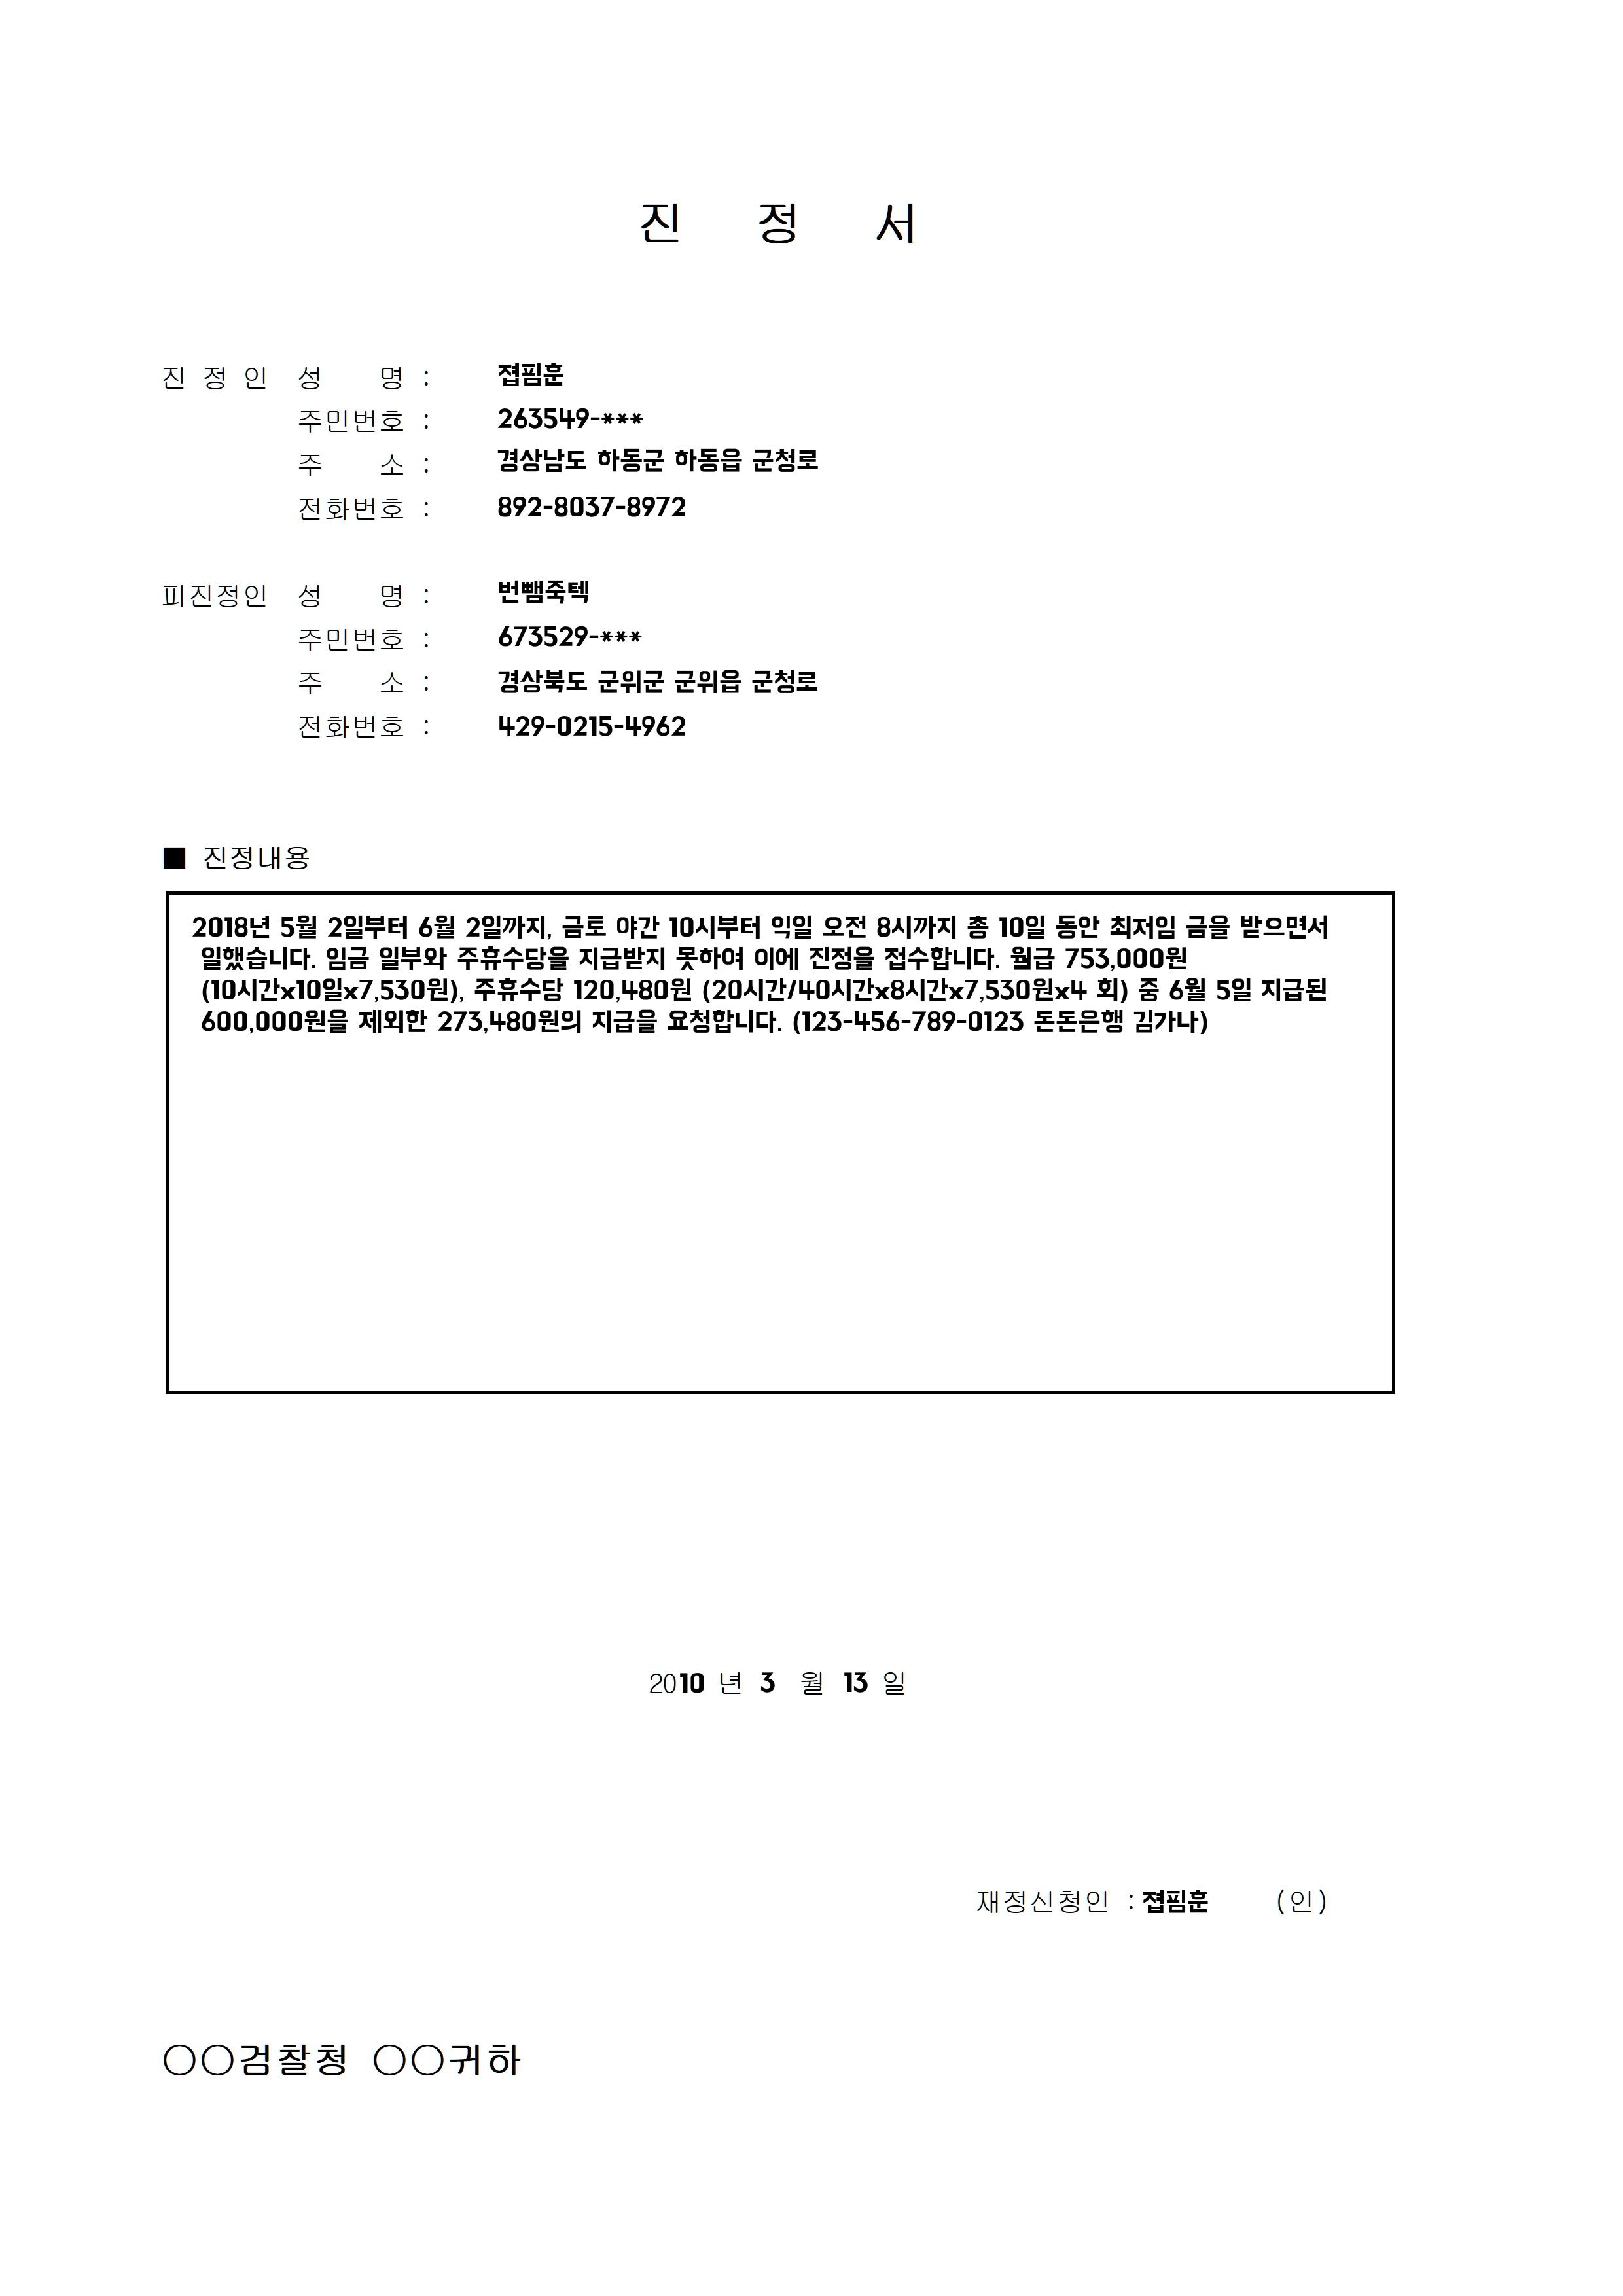 진 정 서
진 정 인 성 명 : 졉핌훈
주민번호 : 263549-***
주 소 : 경상남도 하동군 하동읍 군청로
전화번호 : 892-8037-8972
피진정인 성 명 : 번뺌죽텍
주민번호 : 673529-***
주 소 : 경상북도 군위군 군위읍 군청로
전화번호 : 429-0215-4962
■ 진정내용
2018년 5월 2일부터 6월 2일까지, 금토 야간 10시부터 익일 오전 8시까지 총 10일 동안 최저임 금을 받으면서
일했습니다. 임금 일부와 주휴수당을 지급받지 못하여 이에 진정을 접수합니다. 월급 753,000원
(10시간x10일x7,530원), 주휴수당 120,480원 (20시간/40시간x8시간x7,530원x4 회) 중 6월 5일 지급된
600,000원을 제외한 273,480원의 지급을 요청합니다. (123-456-789-0123 돈돈은행 김가나)
2010 년 3 월 13 일
재정신청인 : 졉핌훈 (인)
○○검찰청 ○○귀하